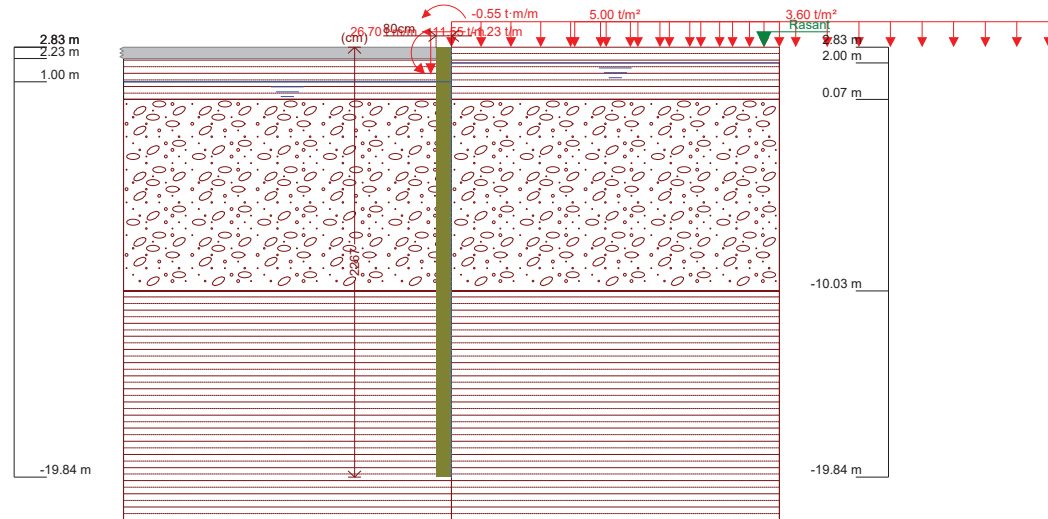 -0.55 t·m/m
5.00 t/m²
3.60 t/m²
80cm
(cm)
Rasant
2.83 m
2.83 m
2.23 m
2.00 m
1.00 m
0.07 m
2267
-10.03 m
-19.84 m
-19.84 m